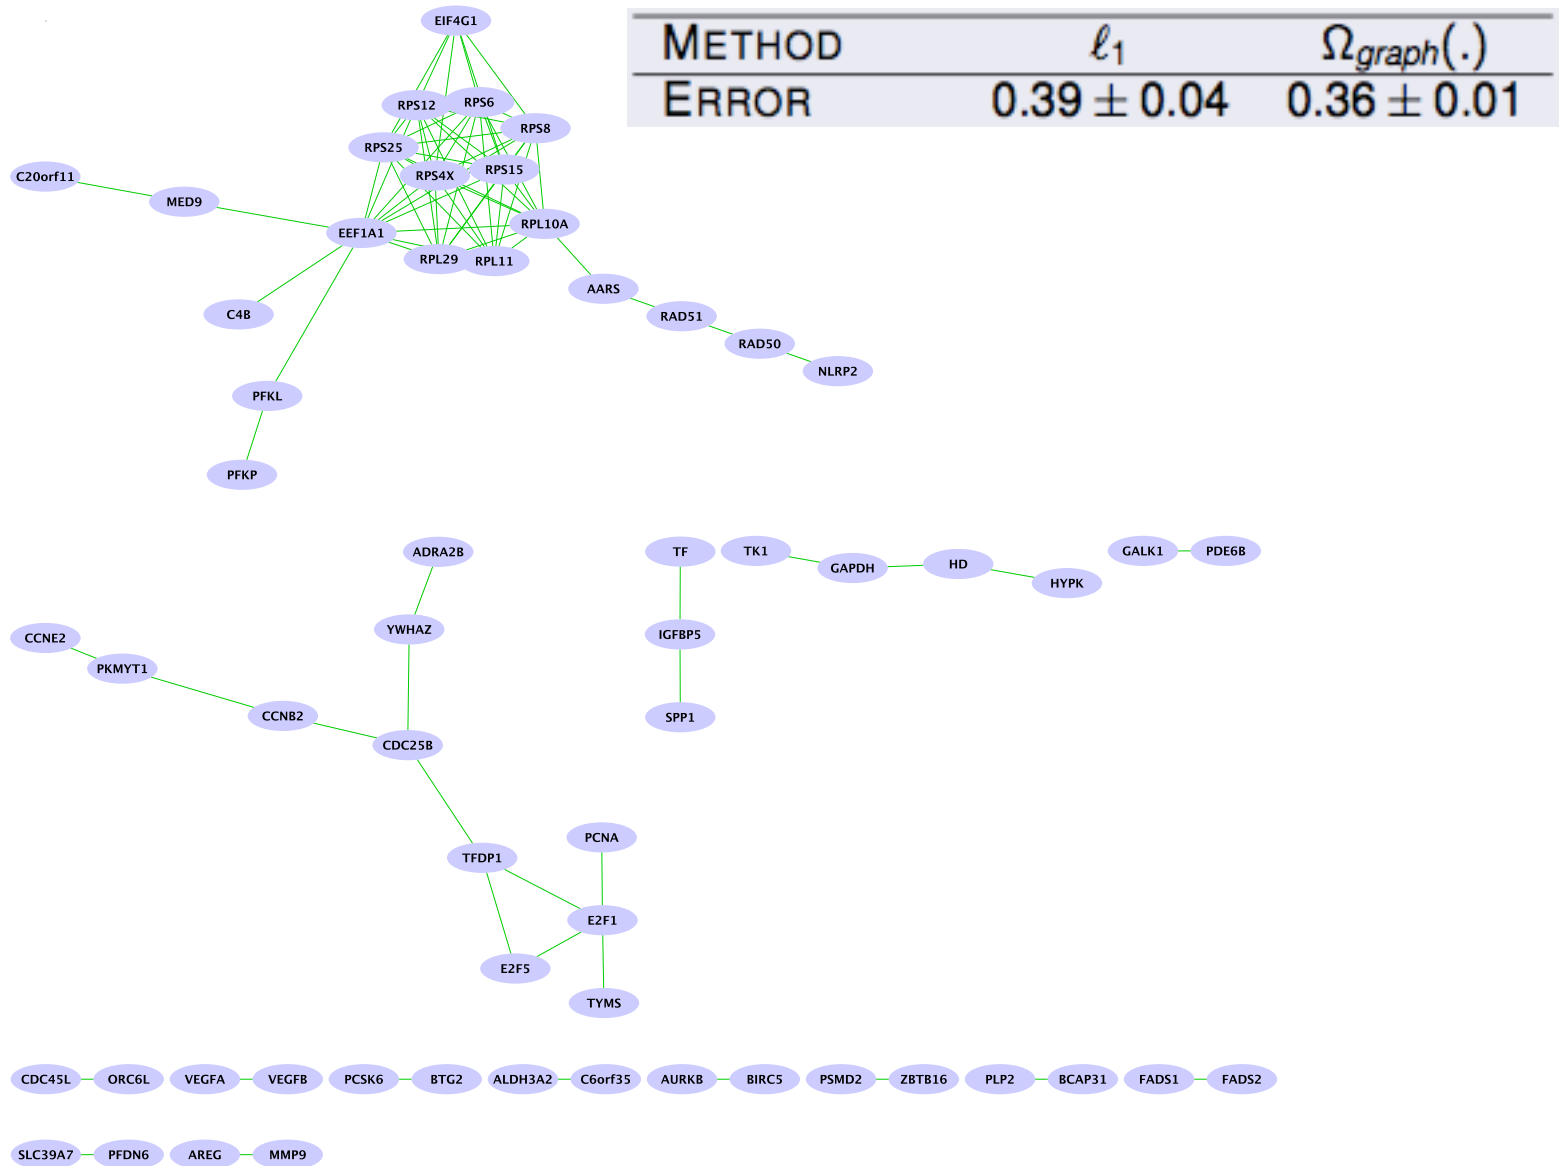 METHOD ℓ1 Ωgraph(.)
ERROR 0.39 ± 0.04 0.36 ± 0.01
EIF4G1
RPS12 RPS6
RPS8
RPS25
RPS4X RPS15
C20orf11
MED9
EEF1A1 RPL10A
RPL29 RPL11
AARS
C4B
RAD51
RAD50
NLRP2
PFKL
PFKP
ADRA2B
TF
TK1
GAPDH
HD
HYPK
GALK1 PDE6B
YWHAZ
IGFBP5
CCNE2
PKMYT1
CCNB2
SPP1
CDC25B
PCNA
TFDP1
E2F1
E2F5
TYMS
CDC45L ORC6L VEGFA VEGFB PCSK6 BTG2 ALDH3A2 C6orf35 AURKB BIRC5 PSMD2 ZBTB16 PLP2 BCAP31 FADS1 FADS2
SLC39A7 PFDN6 AREG MMP9